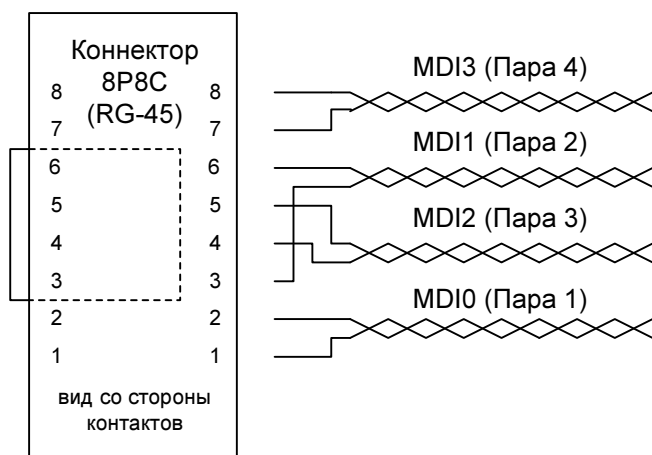 Коннектор
8P8C
(RG-45)
8 8
7 7
6 6
5 5
4 4
3 3
2 2
1 1
вид со стороны
контактов
MDI3 (Пара 4)
MDI1 (Пара 2)
MDI2 (Пара 3)
MDI0 (Пара 1)